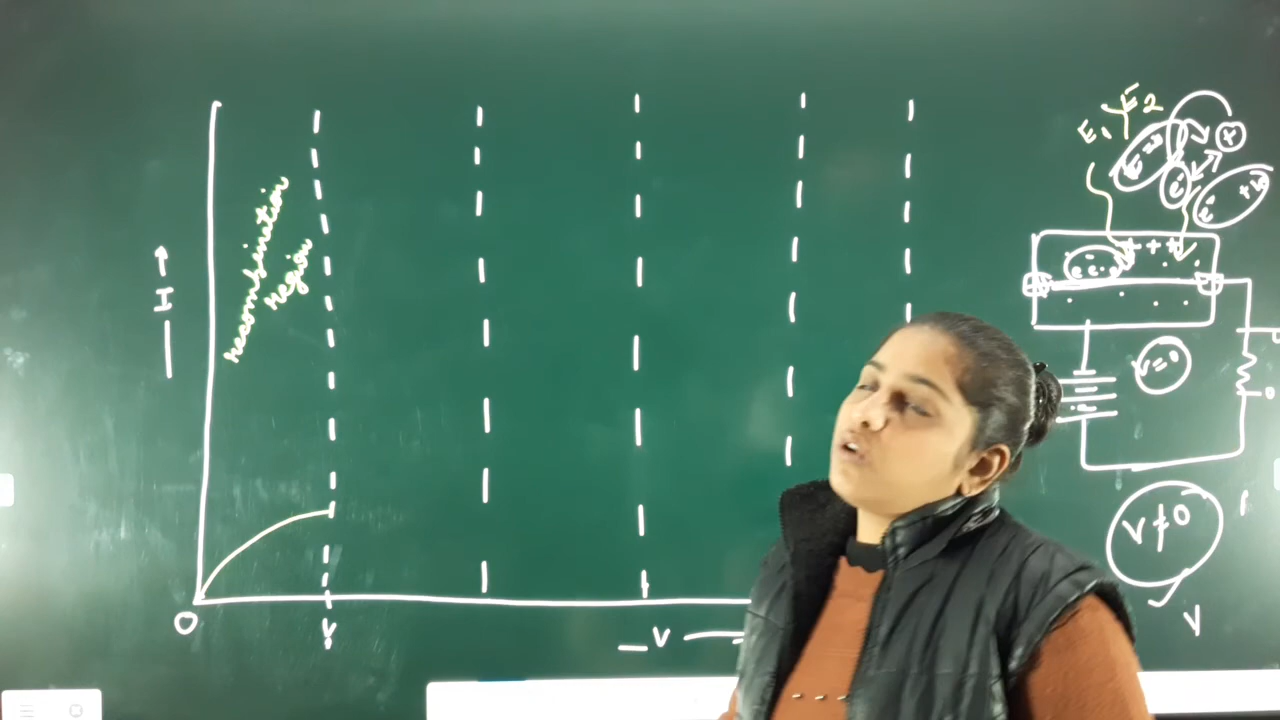 I
recombination
region
O
V
V
E1
E2
+
e-
e-
+ + +
V=0
V≠0
V